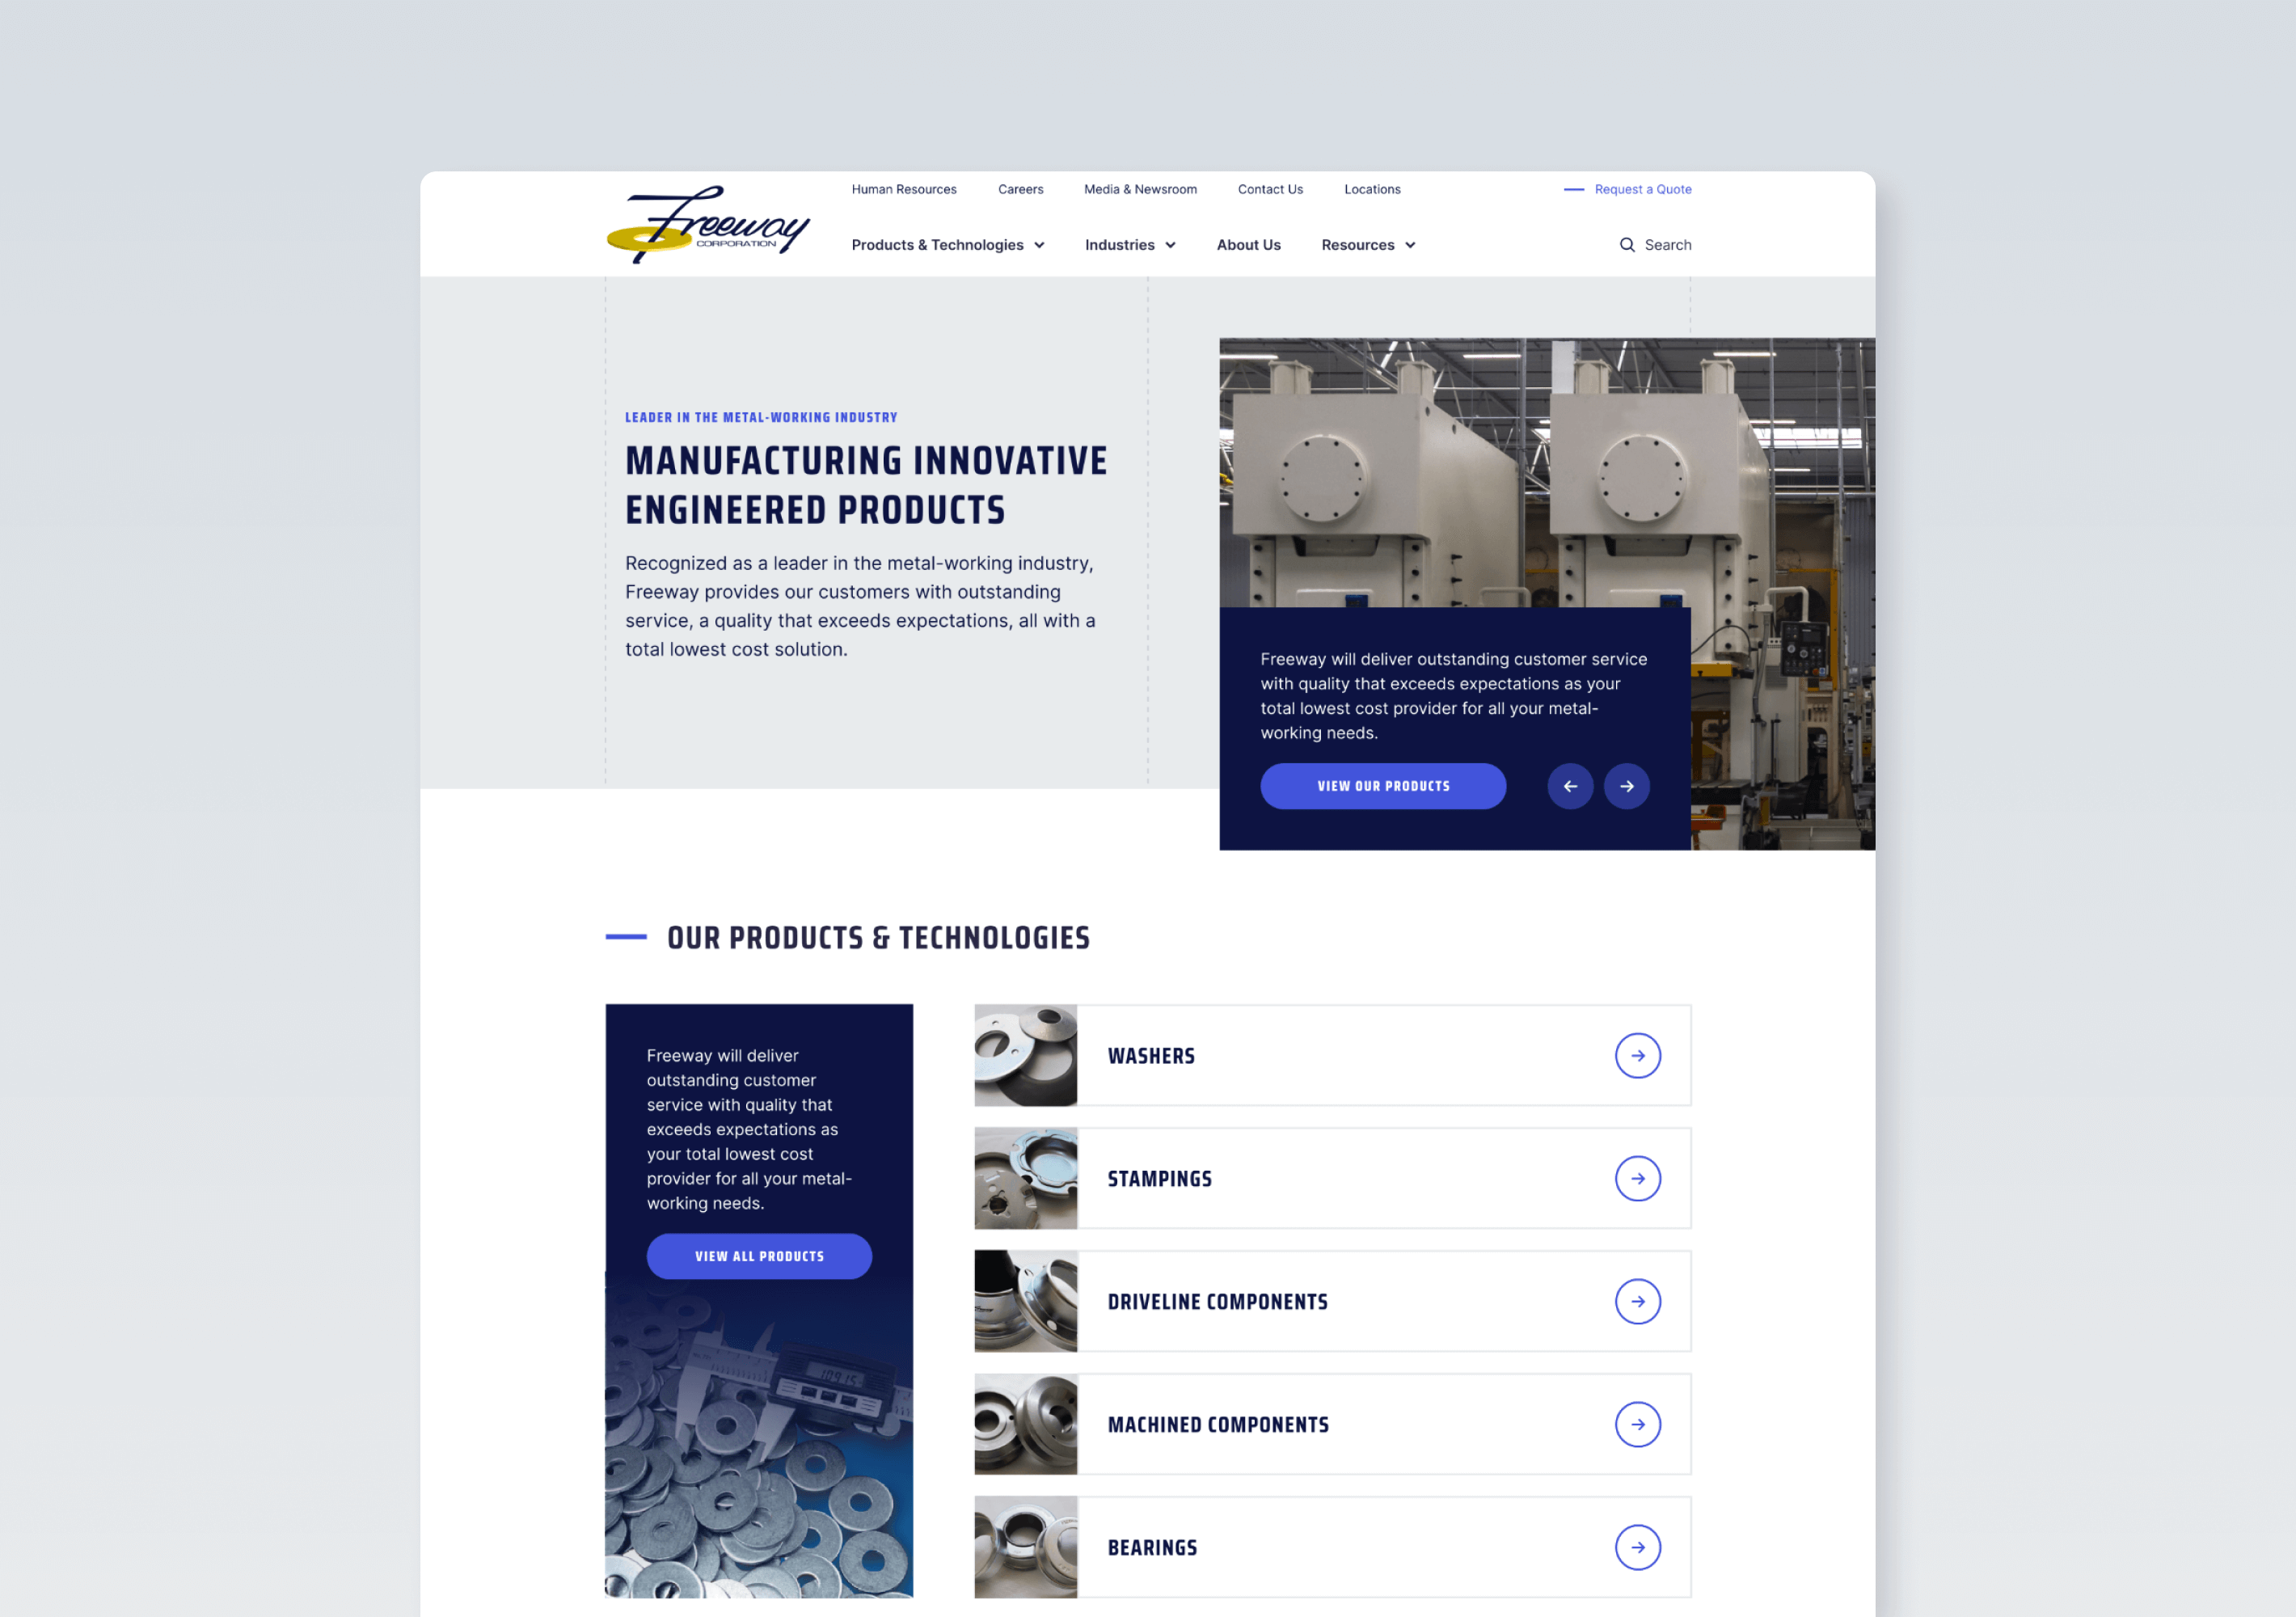 Freeway
CORPORATION
Human Resources
Careers
Media & Newsroom
Contact Us
Locations
Request a Quote
Products & Technologies
Industries
About Us
Resources
Search
LEADER IN THE METAL-WORKING INDUSTRY
MANUFACTURING INNOVATIVE
ENGINEERED PRODUCTS
Recognized as a leader in the metal-working industry,
Freeway provides our customers with outstanding
service, a quality that exceeds expectations, all with a
total lowest cost solution.
Freeway will deliver outstanding customer service
with quality that exceeds expectations as your
total lowest cost provider for all your metal-
working needs.
VIEW OUR PRODUCTS
OUR PRODUCTS & TECHNOLOGIES
Freeway will deliver
outstanding customer
service with quality that
exceeds expectations as
your total lowest cost
provider for all your metal-
working needs.
VIEW ALL PRODUCTS
WASHERS
STAMPINGS
DRIVELINE COMPONENTS
MACHINED COMPONENTS
BEARINGS